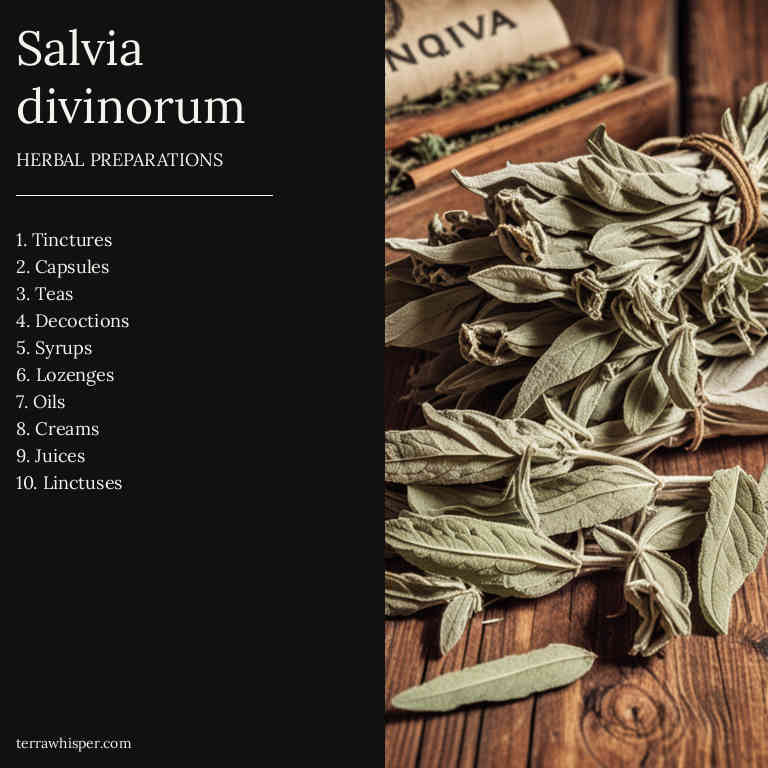 Salvia
divinorum
HERBAL PREPARATIONS
1. Tinctures
2. Capsules
3. Teas
4. Decoctions
5. Syrups
6. Lozenges
7. Oils
8. Creams
9. Juices
10. Linctuses
terrawhisper.com
NQIVA